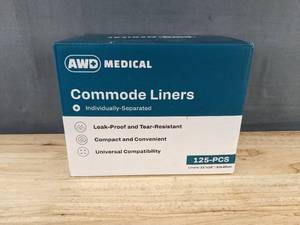 AWD MEDICAL
Commode Liners
Individually-Separated
Leak-Proof and Tear-Resistant
Compact and Convenient
Universal Compatibility
125-PCS